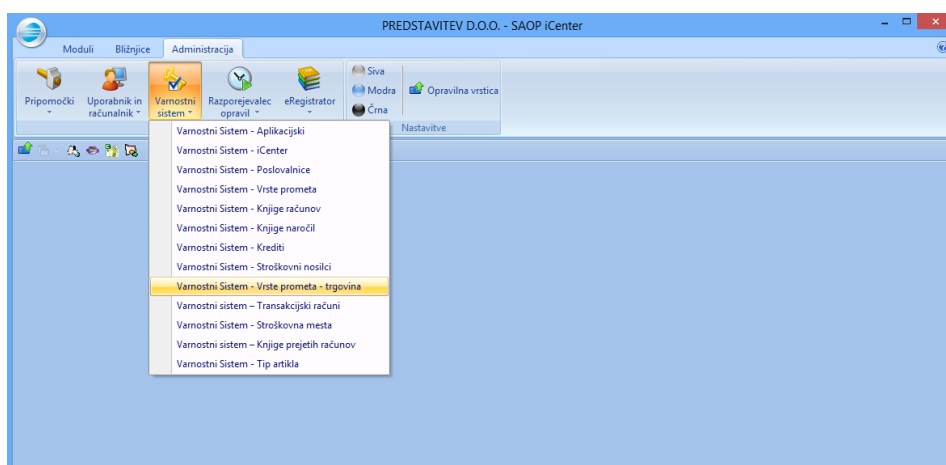 PREDSTAVITEV D.O.O. - SAOP iCenter
Moduli Bližnjice Administracija
Pripomočki
Uporabnik in računalnik
Varnostni sistem
Razporejevalec opravil
eRegistrator
Siva
Modra
Črna
Opravilna vrstica
Nastavitve
Varnostni Sistem - Aplikacijski
Varnostni Sistem - iCenter
Varnostni Sistem - Poslovalnice
Varnostni Sistem - Vrste prometa
Varnostni Sistem - Knjige računov
Varnostni Sistem - Knjige naročil
Varnostni Sistem - Krediti
Varnostni Sistem - Stroškovni nosilci
Varnostni Sistem - Vrste prometa - trgovina
Varnostni sistem – Transakcijski računi
Varnostni Sistem - Stroškovna mesta
Varnostni sistem – Knjige prejetih računov
Varnostni Sistem - Tip artikla